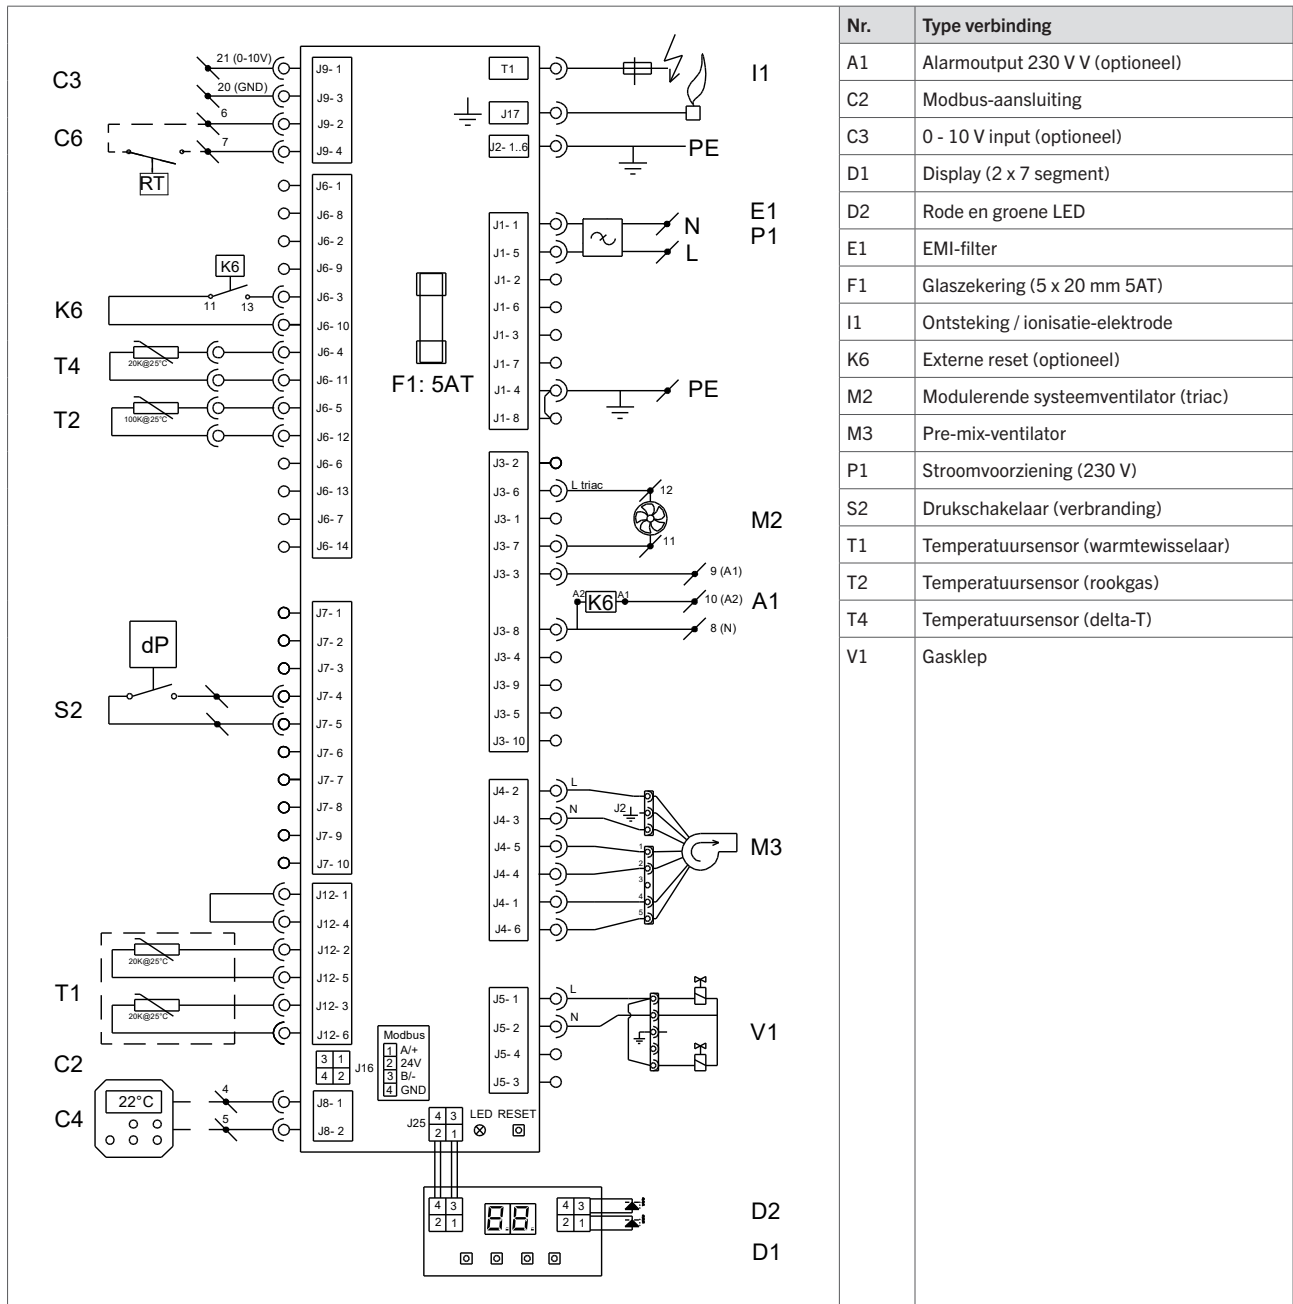 C3
21 (0-10V)
20 (GND)
C6
6
7
RT
J9- 1
J9- 3
J9- 2
J9- 4
J6- 1
J6- 8
J6- 2
J6- 9
J6- 3
J6- 10
J6- 4
J6- 11
J6- 5
J6- 12
J6- 6
J6- 13
J6- 7
J6- 14
K6
K6
11
13
T4
20K@25°C
T2
100K@25°C
F1: 5AT
J7- 1
J7- 2
J7- 3
J7- 4
J7- 5
J7- 6
J7- 7
J7- 8
J7- 9
J7- 10
dP
S2
J12- 1
J12- 4
J12- 2
J12- 5
J12- 3
J12- 6
T1
20K@25°C
20K@25°C
C2
3 1
4 2
J16
Modbus
1 A/+
2 24V
3 B/-
4 GND
C4
22°C
4
5
J8- 1
J8- 2
J25
4 3
2 1
LED RESET
T1
J17
J2- 1..6
I1
PE
J1- 1
J1- 5
J1- 2
J1- 6
J1- 3
J1- 7
J1- 4
J1- 8
N
L
E1
P1
PE
J3- 2
J3- 6
J3- 1
J3- 7
J3- 3
J3- 8
J3- 4
J3- 9
J3- 5
J3- 10
L triac
12
11
M2
9 (A1)
A2 K6 A1
10 (A2)
8 (N)
A1
J4- 2
J4- 3
J4- 5
J4- 4
J4- 1
J4- 6
L
N
J2
1
2
3
4
5
M3
J5- 1
J5- 2
J5- 4
J5- 3
L
N
V1
4 3
2 1
8.8.
4 3
2 1
D2
D1
Nr. Type verbinding
A1 Alarmoutput 230 V V (optioneel)
C2 Modbus-aansluiting
C3 0 - 10 V input (optioneel)
D1 Display (2 x 7 segment)
D2 Rode en groene LED
E1 EMI-filter
F1 Glaszekering (5 x 20 mm 5AT)
I1 Ontsteking / ionisatie-elektrode
K6 Externe reset (optioneel)
M2 Modulerende systeemventilator (triac)
M3 Pre-mix-ventilator
P1 Stroomvoorziening (230 V)
S2 Drukschakelaar (verbranding)
T1 Temperatuursensor (warmtewisselaar)
T2 Temperatuursensor (rookgas)
T4 Temperatuursensor (delta-T)
V1 Gasklep